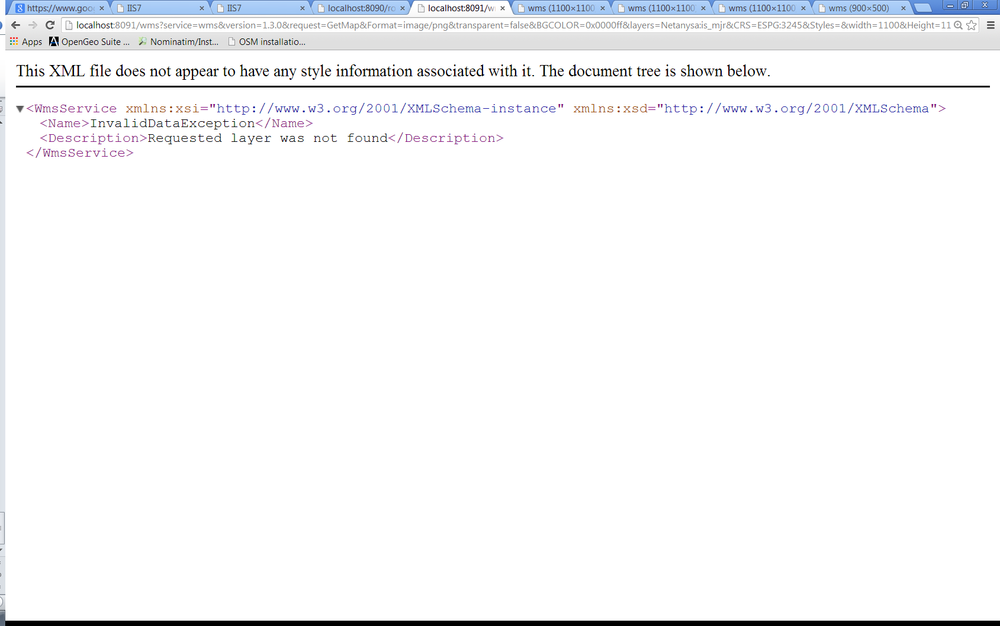 https://www.goo
IIS7
IIS7
localhost:8090/ro
localhost:8091/w
wms (1100×1100
wms (1100×1100
wms (1100×1100
wms (900×500)
localhost:8091/wms?service=wms&version=1.3.0&request=GetMap&Format=image/png&transparent=false&BGCOLOR=0x0000ff&layers=Netanysa:is_mjr&CRS=ESPG:3245&Styles=&width=1100&Height=11
Apps
OpenGeo Suite ...
Nominatim/Inst...
OSM installatio...
This XML file does not appear to have any style information associated with it. The document tree is shown below.
<WmsService xmlns:xsi="http://www.w3.org/2001/XMLSchema-instance" xmlns:xsd="http://www.w3.org/2001/XMLSchema">
<Name>InvalidDataException</Name>
<Description>Requested layer was not found</Description>
</WmsService>